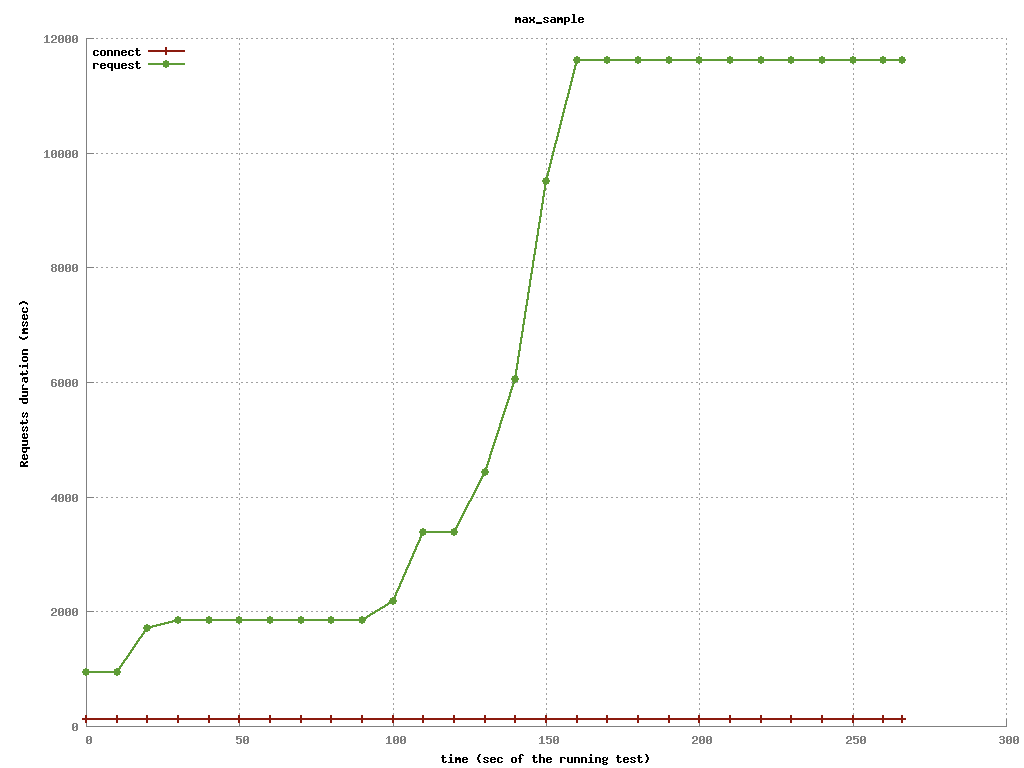 max_sample
12000
connect
request
10000
8000
Requests duration (msec)
6000
4000
2000
0
0 50 100 150 200 250 300
time (sec of the running test)